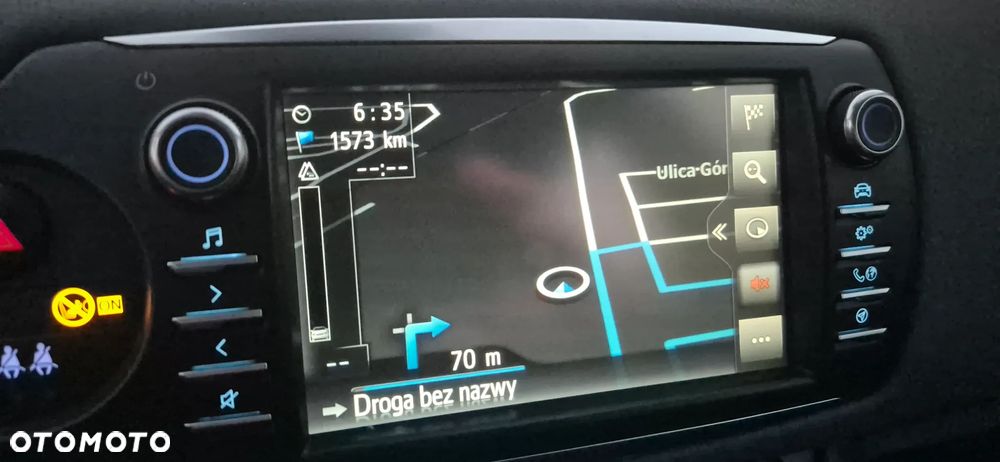 6:35
1573 km
--:--
Ulica Gór
ON
70 m
--
Droga bez nazwy
OTOMOTO